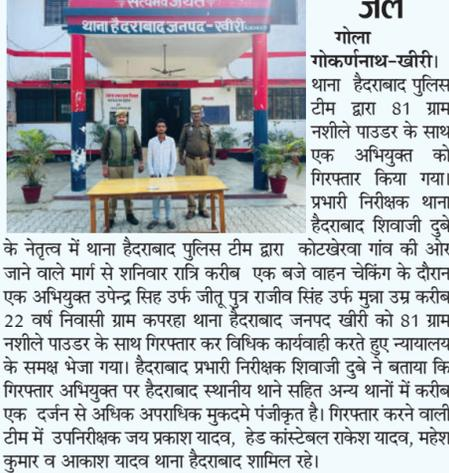 सत्यमेव जयते
थाना हैदराबाद जनपद-खीरी
जेल
गोला
गोकर्णनाथ-खीरी।
थाना हैदराबाद पुलिस
टीम द्वारा 81 ग्राम
नशीले पाउडर के साथ
एक अभियुक्त को
गिरफ्तार किया गया।
प्रभारी निरीक्षक थाना
हैदराबाद शिवाजी दुबे
के नेतृत्व में थाना हैदराबाद पुलिस टीम द्वारा कोटखेरवा गांव की ओर
जाने वाले मार्ग से शनिवार रात्रि करीब एक बजे वाहन चेकिंग के दौरान
एक अभियुक्त उपेन्द्र सिह उर्फ जीतू पुत्र राजीव सिंह उर्फ मुन्ना उम्र करीब
22 वर्ष निवासी ग्राम कपरहा थाना हैदराबाद जनपद खीरी को 81 ग्राम
नशीले पाउडर के साथ गिरफ्तार कर विधिक कार्यवाही करते हुए न्यायालय
के समक्ष भेजा गया। हैदराबाद प्रभारी निरीक्षक शिवाजी दुबे ने बताया कि
गिरफ्तार अभियुक्त पर हैदराबाद स्थानीय थाने सहित अन्य थानों में करीब
एक दर्जन से अधिक अपराधिक मुकदमे पंजीकृत है। गिरफ्तार करने वाली
टीम में उपनिरीक्षक जय प्रकाश यादव, हेड कांस्टेबल राकेश यादव, महेश
कुमार व आकाश यादव थाना हैदराबाद शामिल रहे।